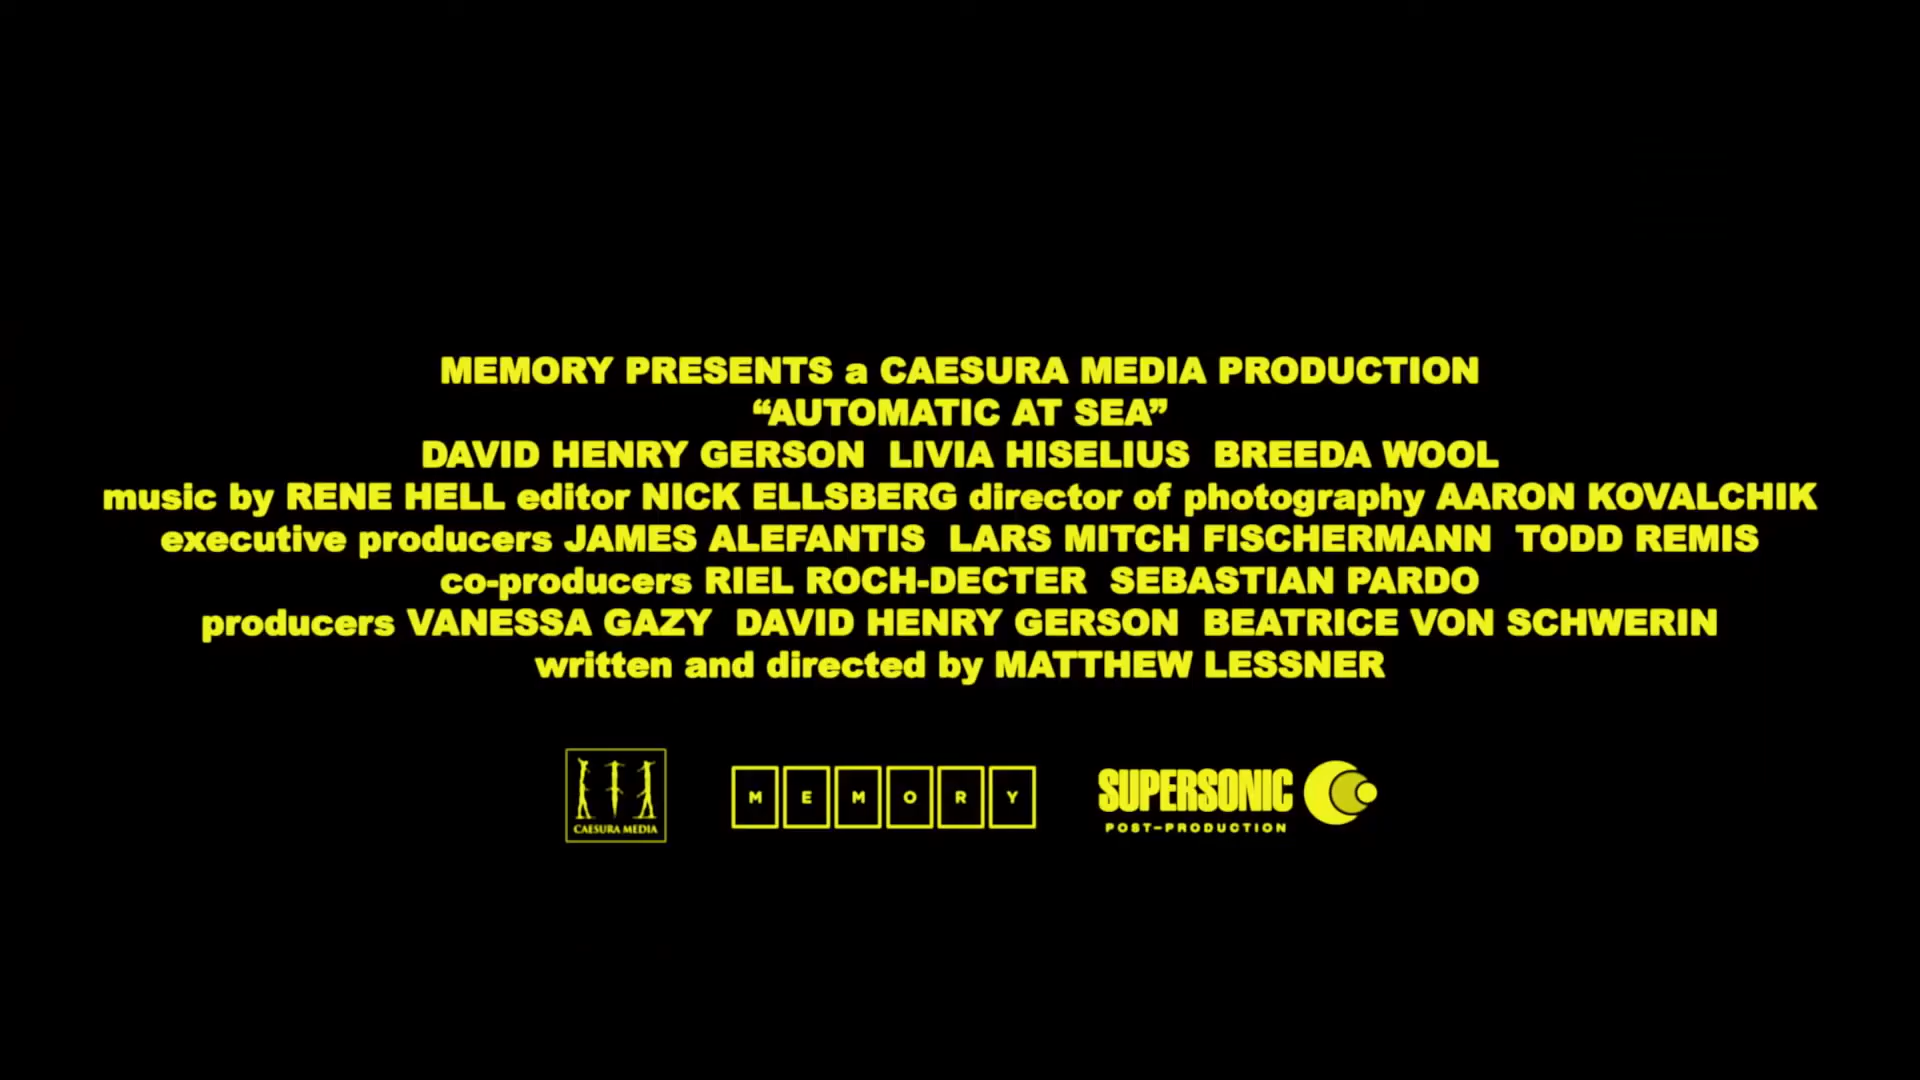 MEMORY PRESENTS a CAESURA MEDIA PRODUCTION
“AUTOMATIC AT SEA”
DAVID HENRY GERSON LIVIA HISELIUS BREEDA WOOL
music by RENE HELL editor NICK ELLSBERG director of photography AARON KOVALCHIK
executive producers JAMES ALEFANTIS LARS MITCH FISCHERMANN TODD REMIS
co-producers RIEL ROCH-DECTER SEBASTIAN PARDO
producers VANESSA GAZY DAVID HENRY GERSON BEATRICE VON SCHWERIN
written and directed by MATTHEW LESSNER
CAESURA MEDIA
MEMORY
SUPERSONIC
POST-PRODUCTION